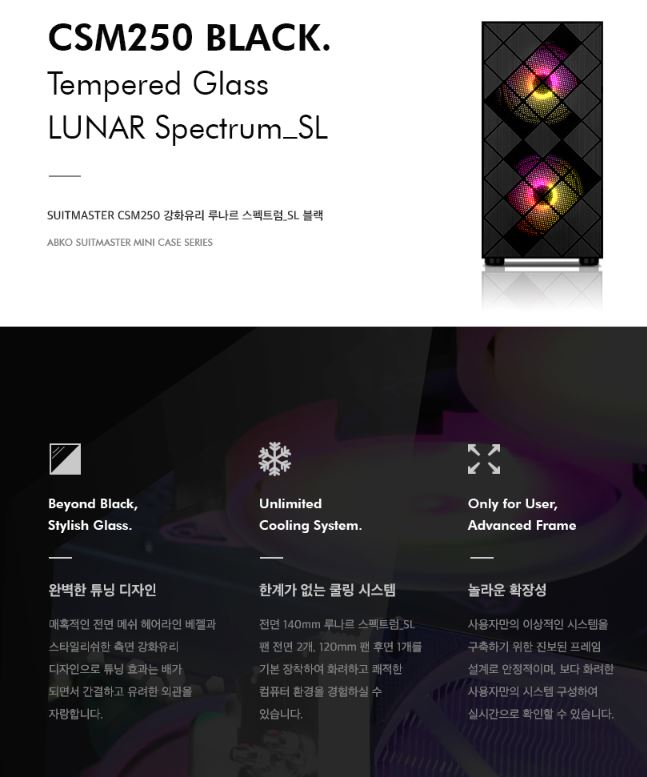 CSM250 BLACK.
Tempered Glass
LUNAR Spectrum_SL
SUITMASTER CSM250 강화유리 루나르 스펙트럼_SL 블랙
ABKO SUITMASTER MINI CASE SERIES
Beyond Black,
Stylish Glass.
완벽한 튜닝 디자인
매혹적인 전면 메쉬 헤어라인 베젤과
스타일리쉬한 측면 강화유리
디자인으로 튜닝 효과는 배가
되면서 간결하고 유려한 외관을
자랑합니다.
Unlimited
Cooling System.
한계가 없는 쿨링 시스템
전면 140mm 루나르 스펙트럼_SL
팬 전면 2개, 120mm 팬 후면 1개를
기본 장착하여 화려하고 쾌적한
컴퓨터 환경을 경험하실 수
있습니다.
Only for User,
Advanced Frame
놀라운 확장성
사용자만의 이상적인 시스템을
구축하기 위한 진보된 프레임
설계로 안정적이며, 보다 화려한
사용자만의 시스템 구성하여
실시간으로 확인할 수 있습니다.